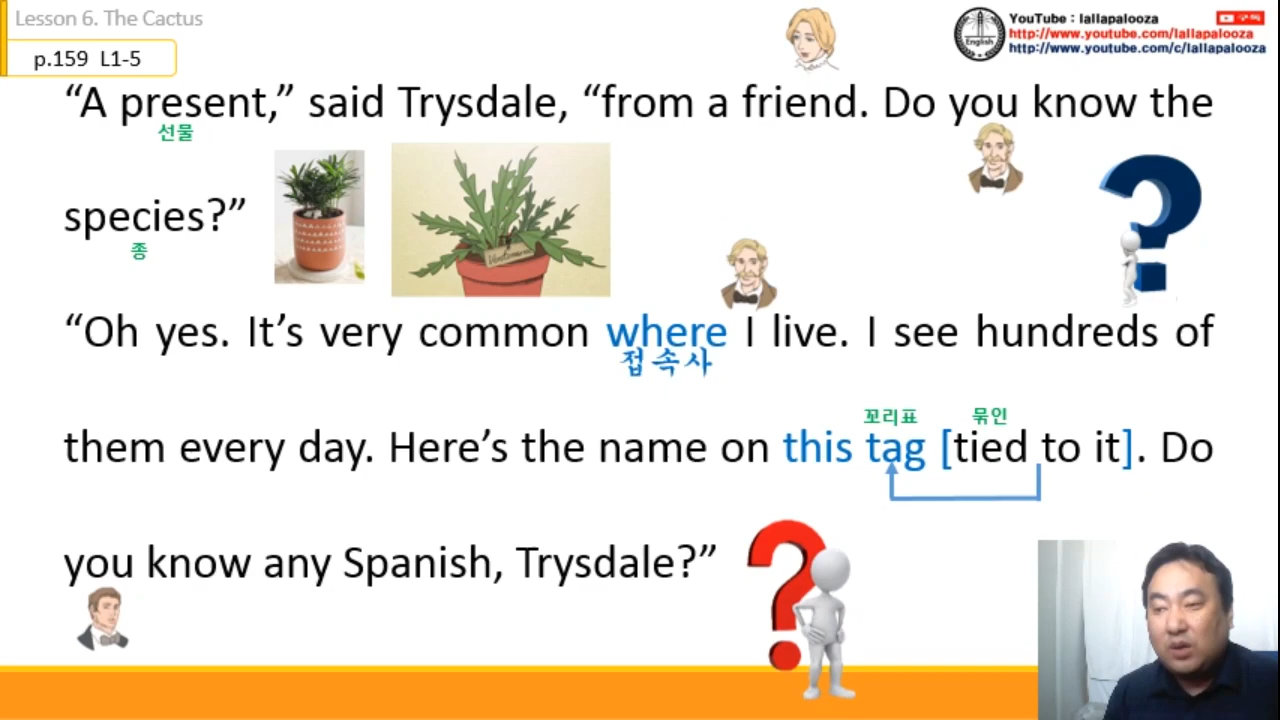 Lesson 6. The Cactus
p.159 L1-5
YouTube : lallapalooza
구독
http://www.youtube.com/lallapalooza
http://www.youtube.com/c/lallapalooza
English
“A present,” said Trysdale, “from a friend. Do you know the
선물
species?”
종
“Oh yes. It’s very common where I live. I see hundreds of
접속사
꼬리표 묶인
them every day. Here’s the name on this tag [tied to it]. Do
you know any Spanish, Trysdale?”